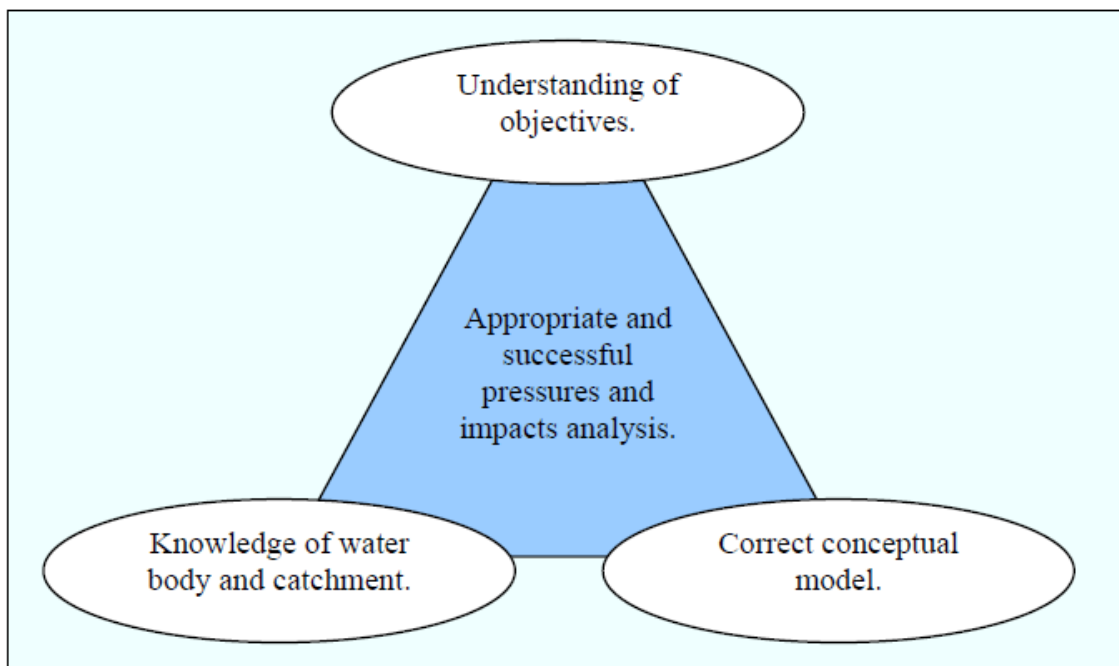 Understanding of
objectives.
Appropriate and
successful
pressures and
impacts analysis.
Knowledge of water
body and catchment.
Correct conceptual
model.